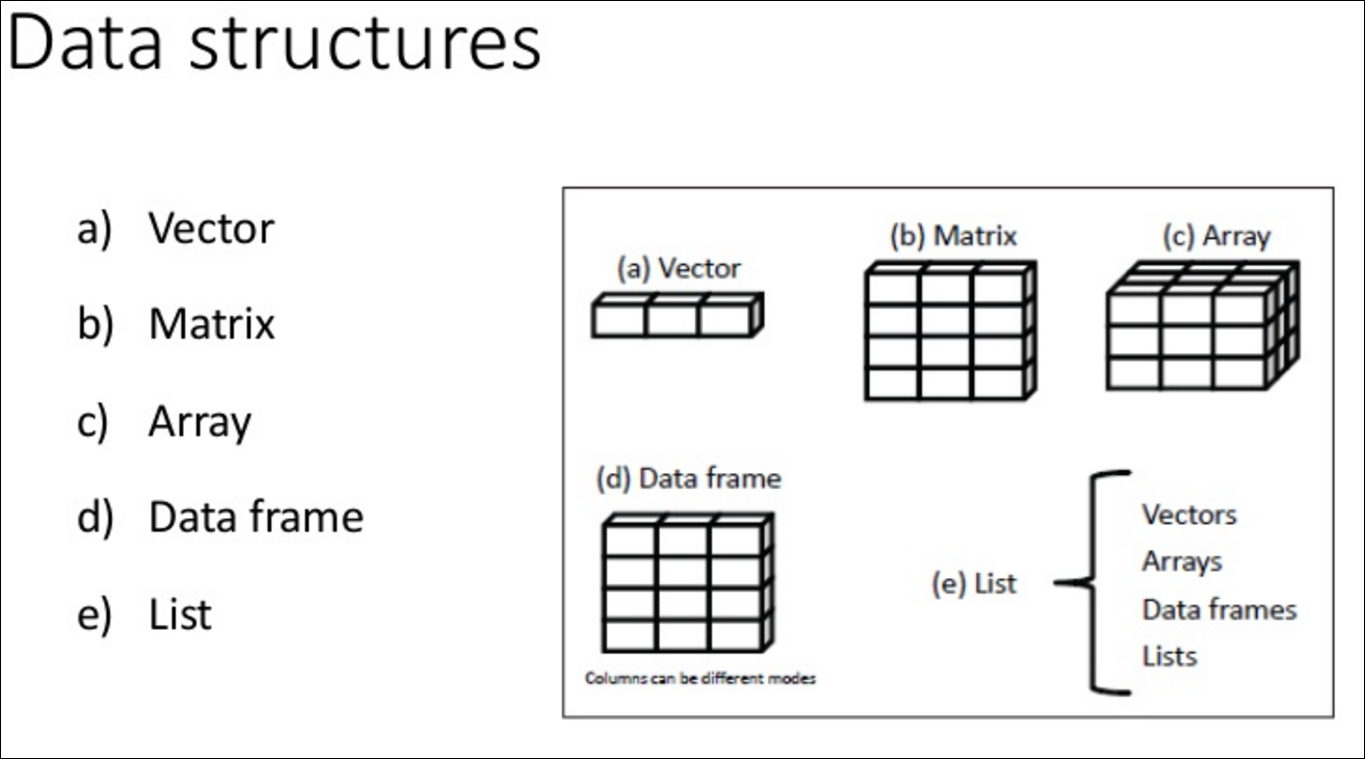 Data structures
a) Vector
b) Matrix
c) Array
d) Data frame
e) List
(a) Vector
(b) Matrix
(c) Array
(d) Data frame
Columns can be different modes
(e) List
Vectors
Arrays
Data frames
Lists